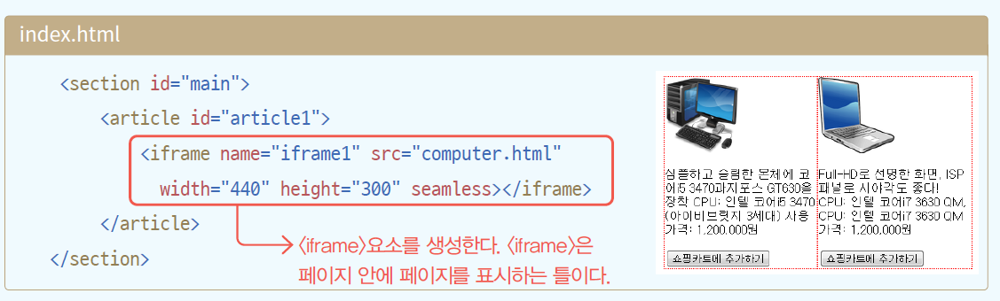 index.html
<section id="main">
<article id="article1">
<iframe name="iframe1" src="computer.html"
width="440" height="300" seamless></iframe>
</article>
</section>
〈iframe〉요소를 생성한다. 〈iframe〉은
페이지 안에 페이지를 표시하는 틀이다.
심플하고 슬림한 본체에 코
어i5 3470과지포스 GT630을
장착 CPU: 인텔 코어i5 3470
(아이비브릿지 3세대) 사용
가격: 1,200,000원
쇼핑카트에 추가하기
Full-HD로 선명한 화면, ISP
패널로 시야각도 좋다!
CPU: 인텔 코어i7 3630 QM,
CPU: 인텔 코어i7 3630 QM
가격: 1,200,000원
쇼핑카트에 추가하기